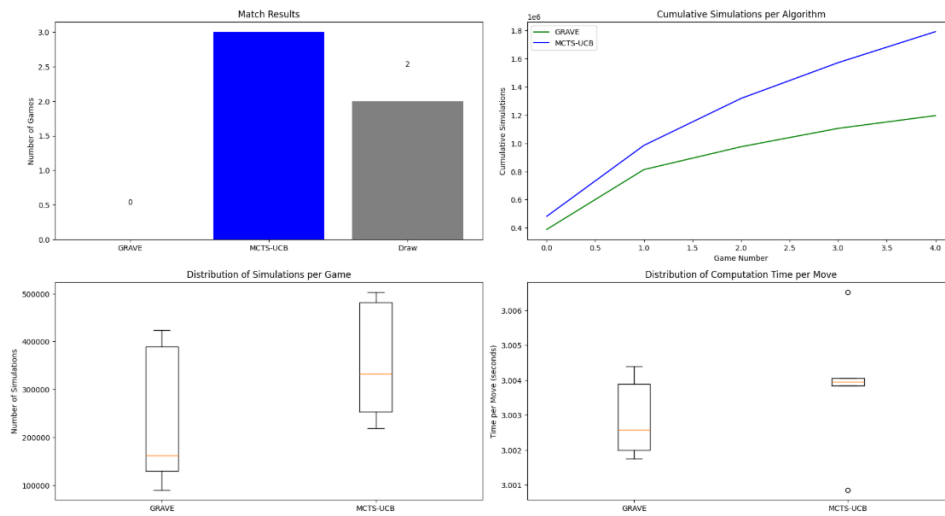 Match Results
Number of Games
3.0
2.5
2.0
1.5
1.0
0.5
0.0
0
2
GRAVE
MCTS-UCB
Draw
Cumulative Simulations per Algorithm
1e6
GRAVE
MCTS-UCB
Cumulative Simulations
1.8
1.6
1.4
1.2
1.0
0.8
0.6
0.4
0.0
0.5
1.0
1.5
2.0
2.5
3.0
3.5
4.0
Game Number
Distribution of Simulations per Game
Number of Simulations
500000
400000
300000
200000
100000
GRAVE
MCTS-UCB
Distribution of Computation Time per Move
Time per Move (seconds)
3.006
3.005
3.004
3.003
3.002
3.001
GRAVE
MCTS-UCB